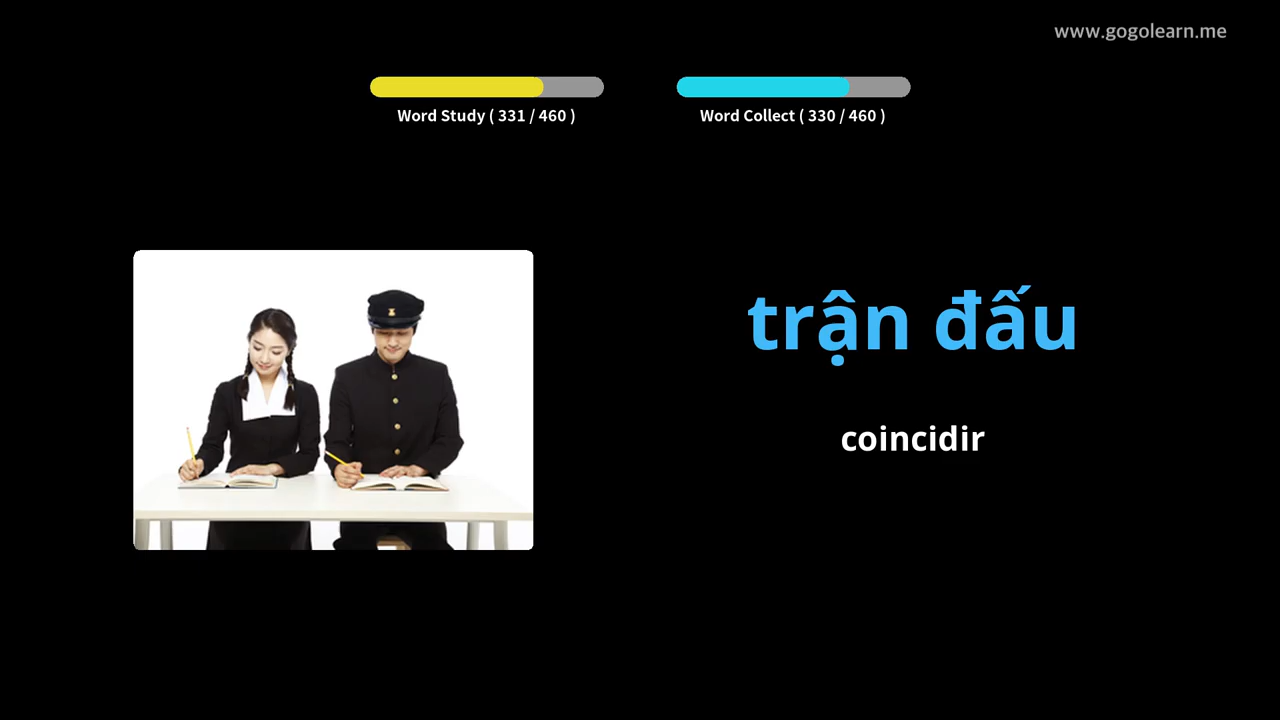 www.gogolearn.me
Word Study ( 331 / 460 )
Word Collect ( 330 / 460 )
trận đấu
coincidir